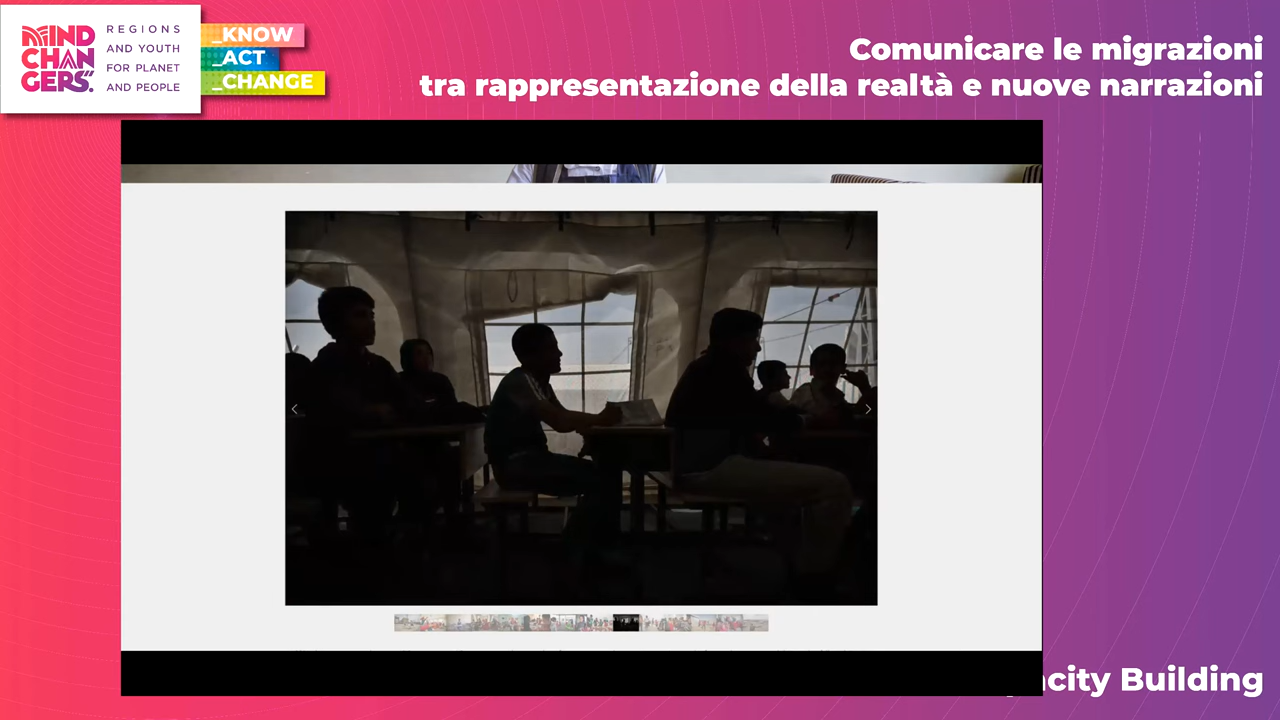 MIND
CHAN
GERS
REGIONS
AND YOUTH
FOR PLANET
AND PEOPLE
_KNOW
_ACT
_CHANGE
Comunicare le migrazioni
tra rappresentazione della realtà e nuove narrazioni
Building